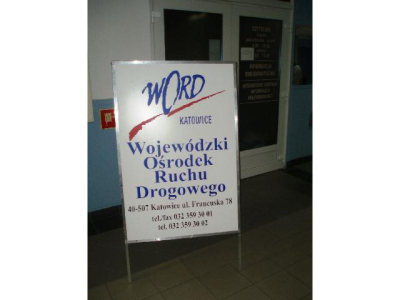 WORD
KATOWICE
Wojewódzki
Ośrodek
Ruchu
Drogowego
40-507 Katowice ul. Francuska 78
tel./fax 032 359 30 01
tel. 032 359 30 02